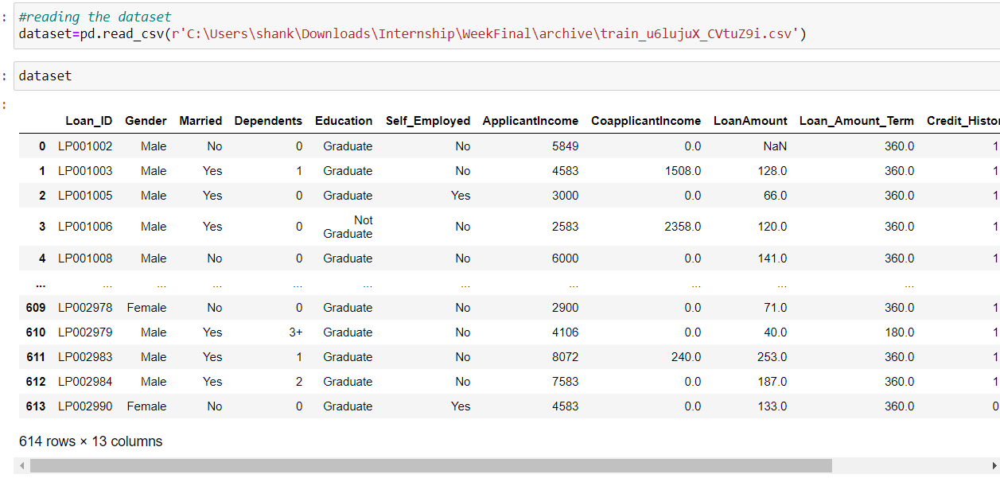 : #reading the dataset
dataset=pd.read_csv(r'C:\Users\shank\Downloads\Internship\WeekFinal\archive\train_u6lujuX_CVtuZ9i.csv')
: dataset
:
Loan_ID Gender Married Dependents Education Self_Employed ApplicantIncome CoapplicantIncome LoanAmount Loan_Amount_Term Credit_Histor
0 LP001002 Male No 0 Graduate No 5849 0.0 NaN 360.0 1
1 LP001003 Male Yes 1 Graduate No 4583 1508.0 128.0 360.0 1
2 LP001005 Male Yes 0 Graduate Yes 3000 0.0 66.0 360.0 1
3 LP001006 Male Yes 0 Not Graduate No 2583 2358.0 120.0 360.0 1
4 LP001008 Male No 0 Graduate No 6000 0.0 141.0 360.0 1
... ... ... ... ... ... ... ... ... ... ...
609 LP002978 Female No 0 Graduate No 2900 0.0 71.0 360.0 1
610 LP002979 Male Yes 3+ Graduate No 4106 0.0 40.0 180.0 1
611 LP002983 Male Yes 1 Graduate No 8072 240.0 253.0 360.0 1
612 LP002984 Male Yes 2 Graduate No 7583 0.0 187.0 360.0 1
613 LP002990 Female No 0 Graduate Yes 4583 0.0 133.0 360.0 0
614 rows × 13 columns